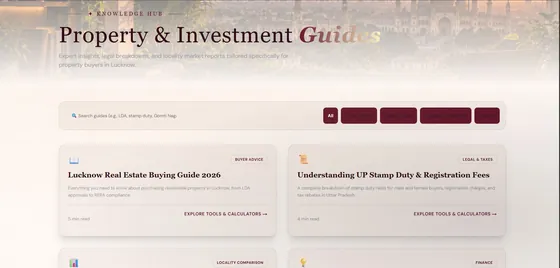 KNOWLEDGE HUB
Property & Investment Guides
Expert insights, legal breakdowns, and locality market reports tailored specifically for
property buyers in Lucknow.
Search guides (e.g. LDA, stamp duty, Gomti Nagar)
All
BUYER ADVICE
Lucknow Real Estate Buying Guide 2026
Everything you need to know about purchasing residential property in Lucknow, from LDA
approvals to RERA compliance.
min read
EXPLORE TOOLS & CALCULATORS →
LEGAL & TAXES
Understanding UP Stamp Duty & Registration Fees
A complete breakdown of stamp duty rates for male and female buyers, registration charges, and
tax rebates in Uttar Pradesh.
min read
EXPLORE TOOLS & CALCULATORS →
LOCALITY COMPARISON
FINANCE